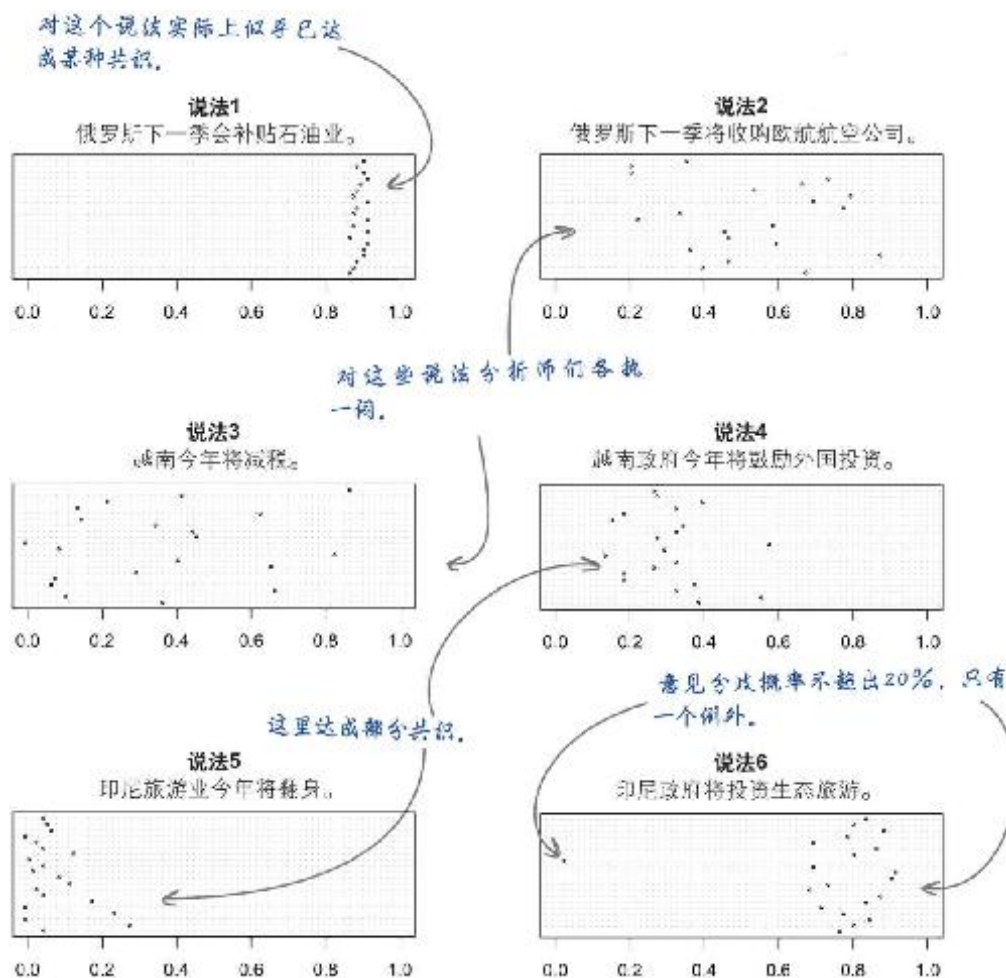 对这个说法实际上似乎已达
成某种共识.
说法1
俄罗斯下一季会补贴石油业。
说法2
俄罗斯下一季将收购欧航航空公司。
0.0 0.2 0.4 0.6 0.8 1.0
0.0 0.2 0.4 0.6 0.8 1.0
对这些说法分析师们各执
一词.
说法3
越南今年将减税。
说法4
越南政府今年将鼓励外国投资。
0.0 0.2 0.4 0.6 0.8 1.0
0.0 0.2 0.4 0.6 0.8 1.0
意见分歧概率不超出20%, 只有
一个例外.
这里达成部分共识.
说法5
印尼旅游业今年将翻身。
说法6
印尼政府将投资生态旅游。
0.0 0.2 0.4 0.6 0.8 1.0
0.0 0.2 0.4 0.6 0.8 1.0